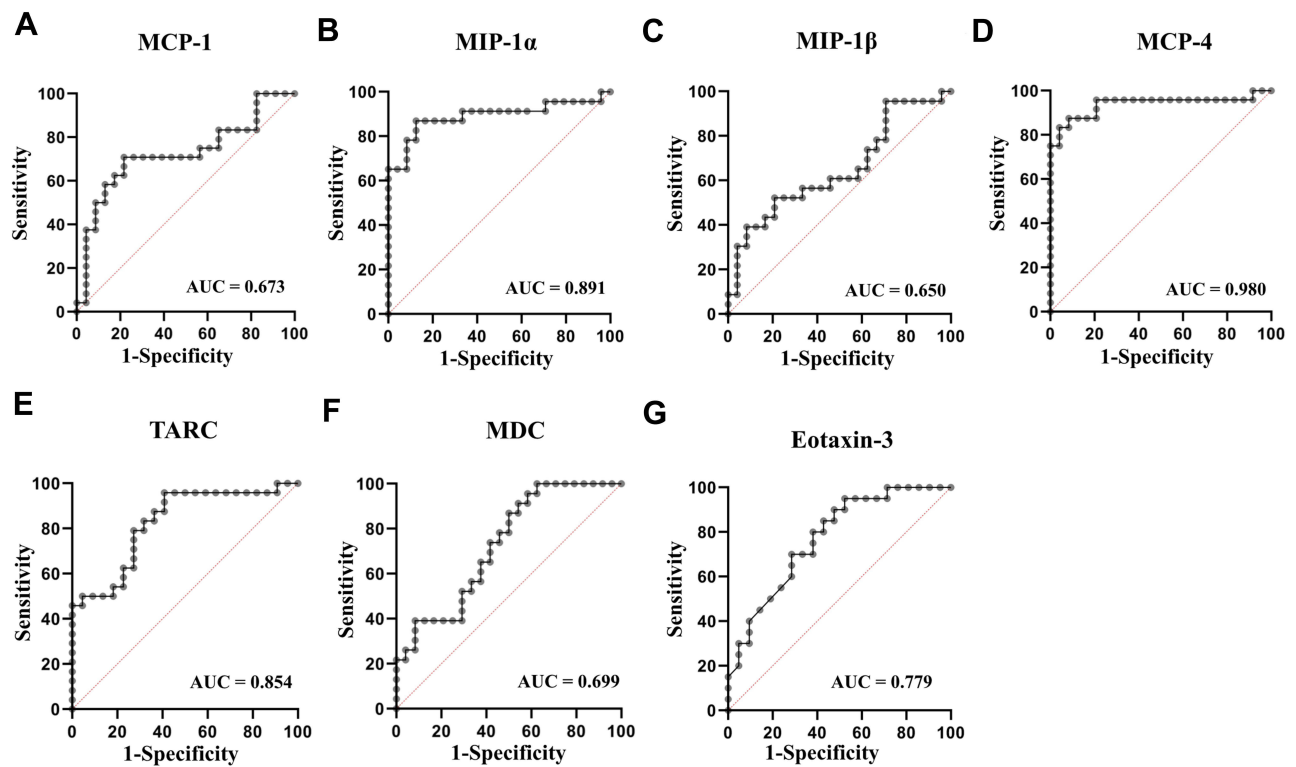 A
MCP-1
100
80
60
40
20
0
Sensitivity
AUC = 0.673
0 20 40 60 80 100
1-Specificity
B
MIP-1α
100
80
60
40
20
0
Sensitivity
AUC = 0.891
0 20 40 60 80 100
1-Specificity
C
MIP-1β
100
80
60
40
20
0
Sensitivity
AUC = 0.650
0 20 40 60 80 100
1-Specificity
D
MCP-4
100
80
60
40
20
0
Sensitivity
AUC = 0.980
0 20 40 60 80 100
1-Specificity
E
TARC
100
80
60
40
20
0
Sensitivity
AUC = 0.854
0 20 40 60 80 100
1-Specificity
F
MDC
100
80
60
40
20
0
Sensitivity
AUC = 0.699
0 20 40 60 80 100
1-Specificity
G
Eotaxin-3
100
80
60
40
20
0
Sensitivity
AUC = 0.779
0 20 40 60 80 100
1-Specificity